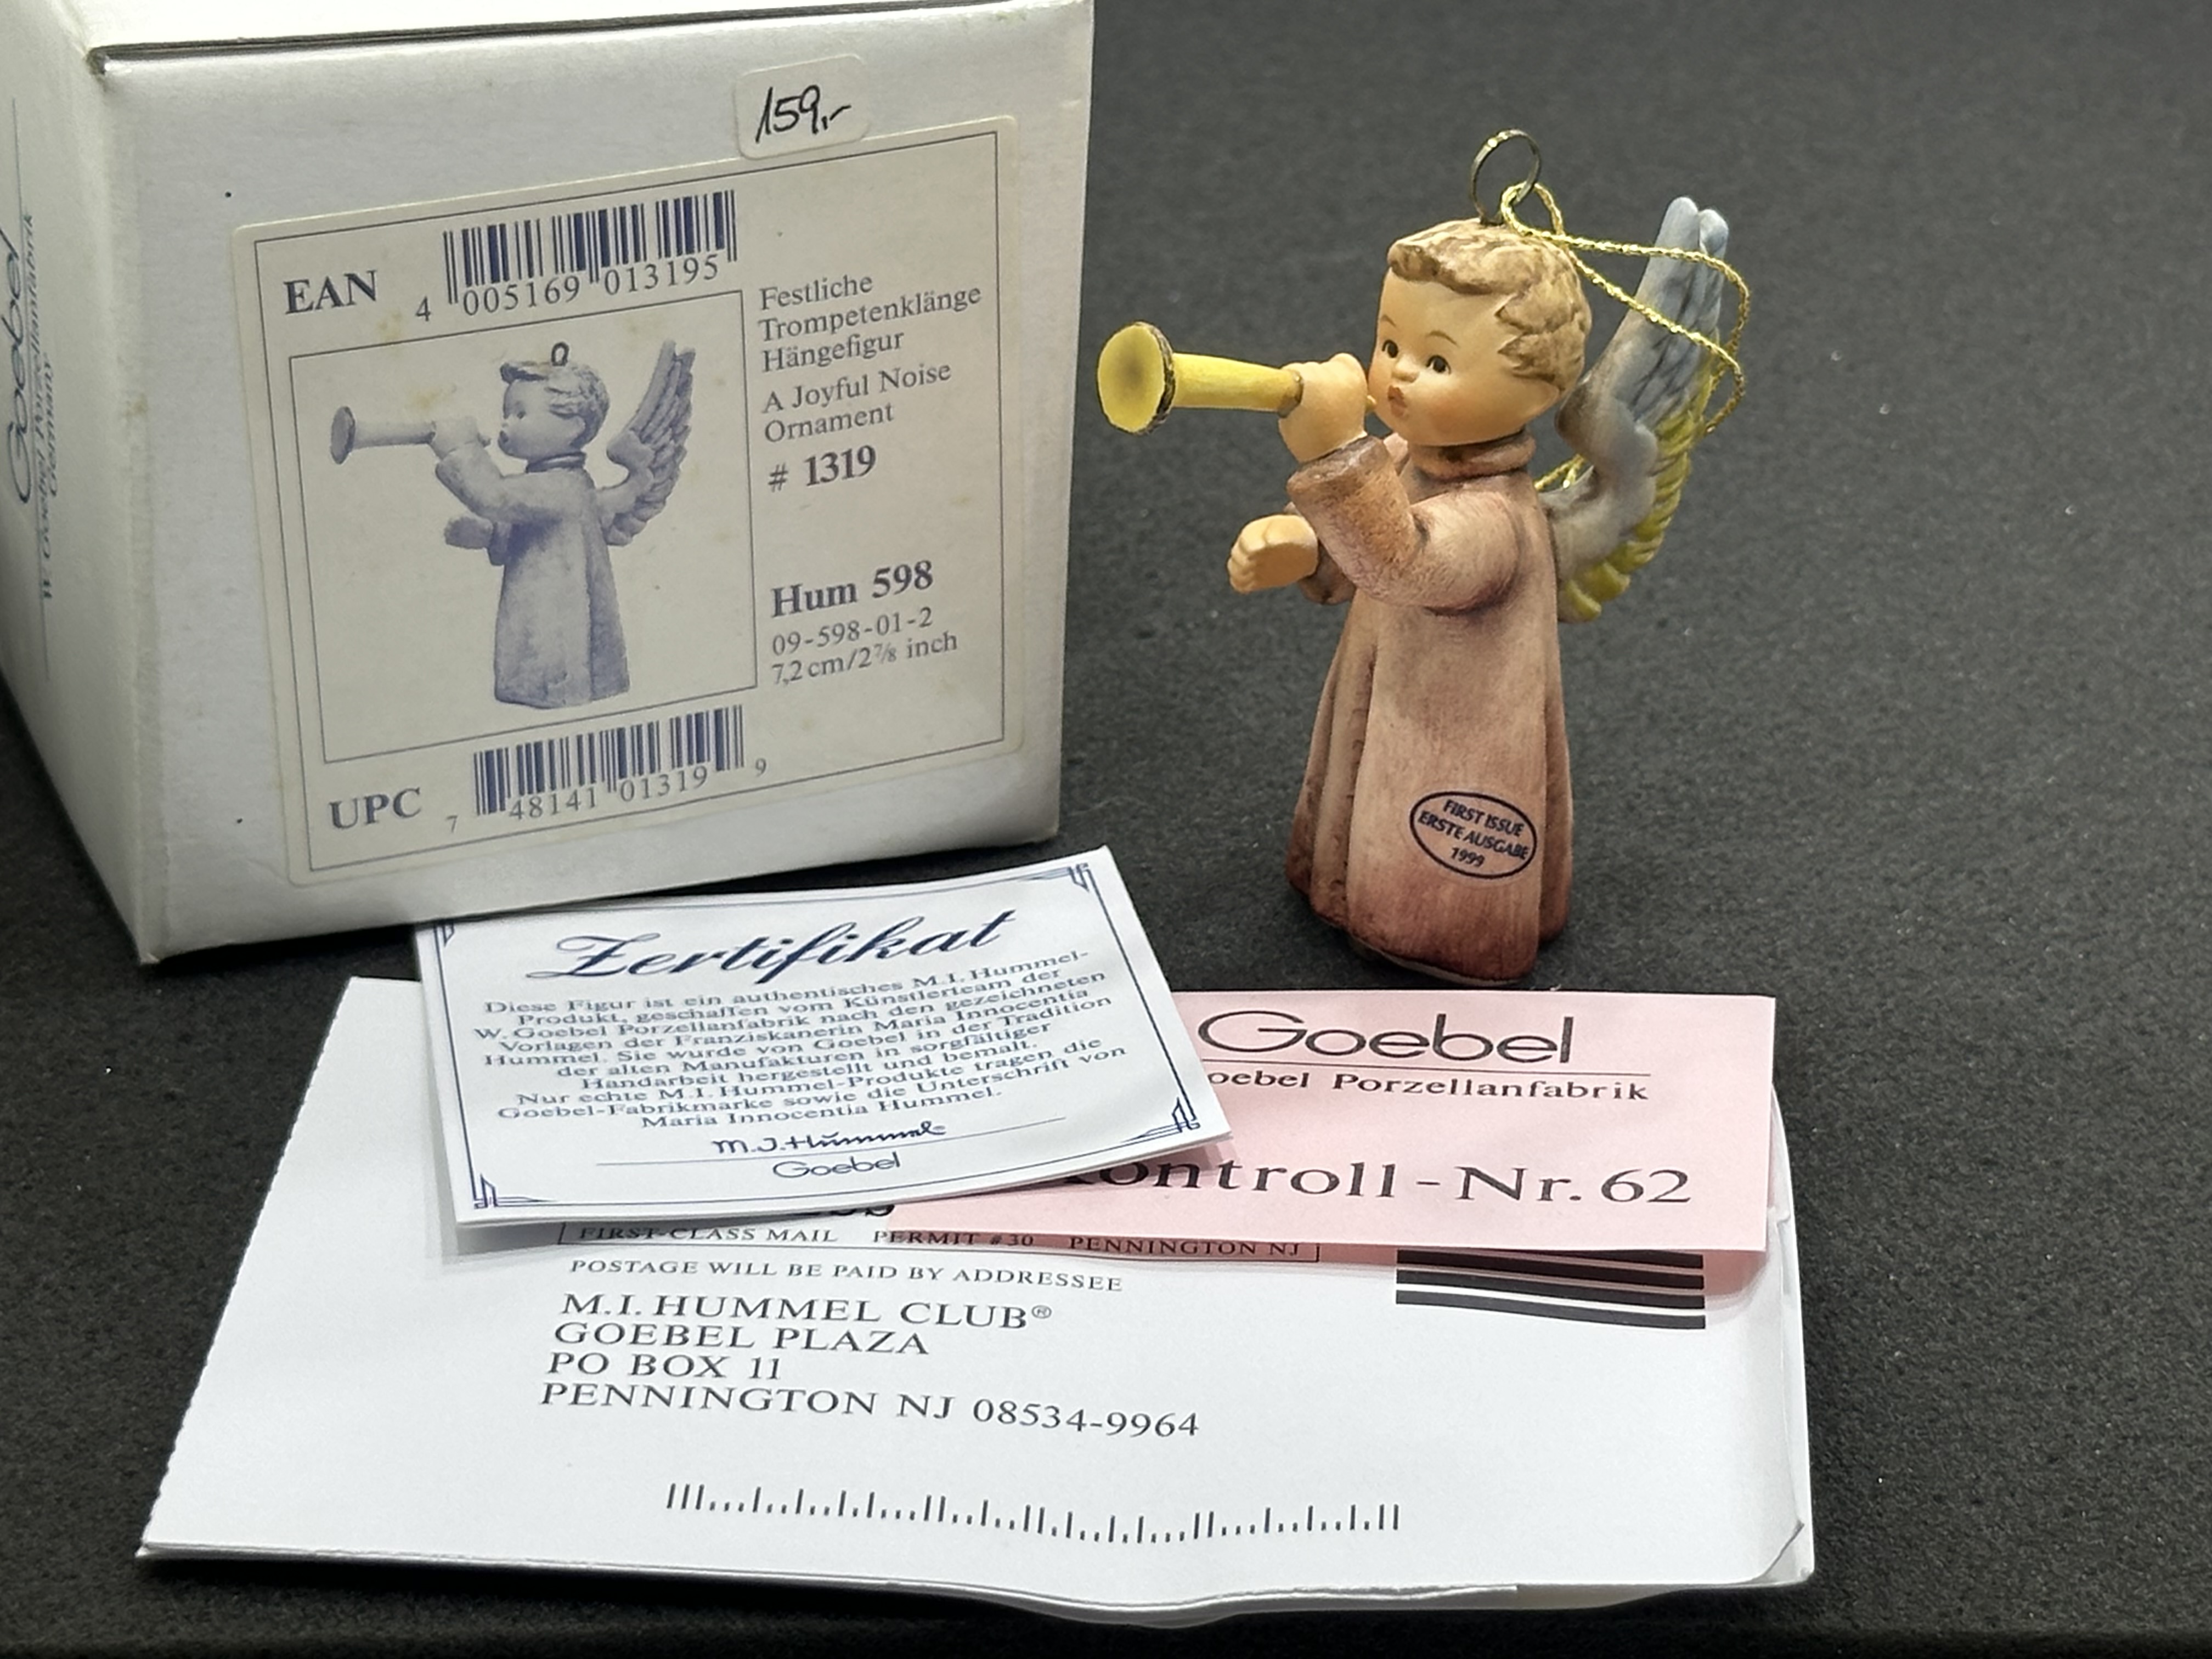 159,-
Goebel
W. Goebel Porzellanfabrik
Germany
EAN
4 005169 013195
Festliche
Trompetenklänge
Hängefigur
A Joyful Noise
Ornament
# 1319
Hum 598
09-598-01-2
7,2 cm/2⅞ inch
UPC
7 48141 01319 9
FIRST ISSUE
ERSTE AUSGABE
1999
Zertifikat
Diese Figur ist ein authentisches M.I. Hummel-
Produkt, geschaffen vom Künstlerteam der
W. Goebel Porzellanfabrik nach den gezeichneten
Vorlagen der Franziskanerin Maria Innocentia
Hummel. Sie wurde von Goebel in der Tradition
der alten Manufakturen in sorgfältiger
Handarbeit hergestellt und bemalt.
Nur echte M.I. Hummel-Produkte tragen die
Goebel-Fabrikmarke sowie die Unterschrift von
Maria Innocentia Hummel.
M.J. Hummel
Goebel
Goebel
oebel Porzellanfabrik
ontroll-Nr. 62
FIRST-CLASS MAIL PERMIT #30 PENNINGTON NJ
POSTAGE WILL BE PAID BY ADDRESSEE
M.I. HUMMEL CLUB®
GOEBEL PLAZA
PO BOX 11
PENNINGTON NJ 08534-9964